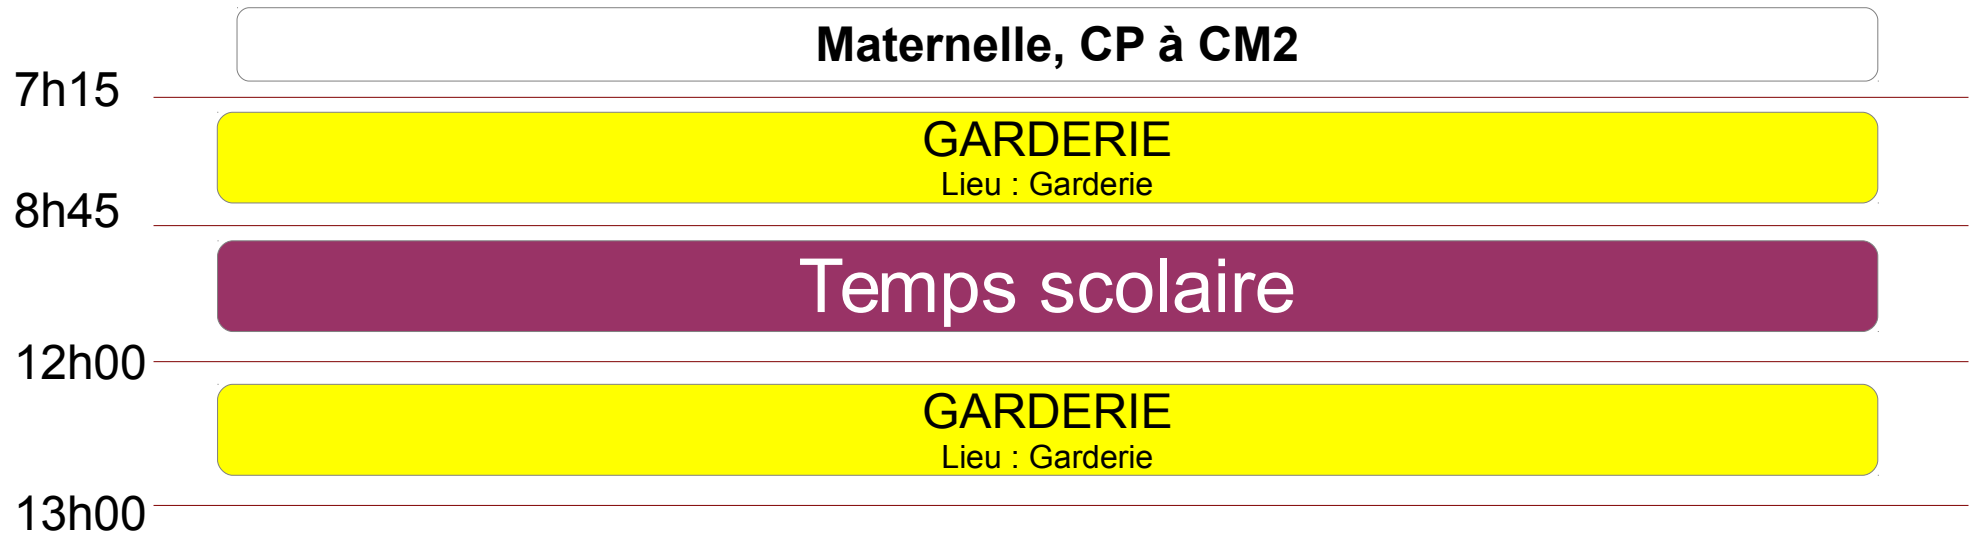 Maternelle, CP à CM2
7h15
GARDERIE
Lieu : Garderie
8h45
Temps scolaire
12h00
GARDERIE
Lieu : Garderie
13h00